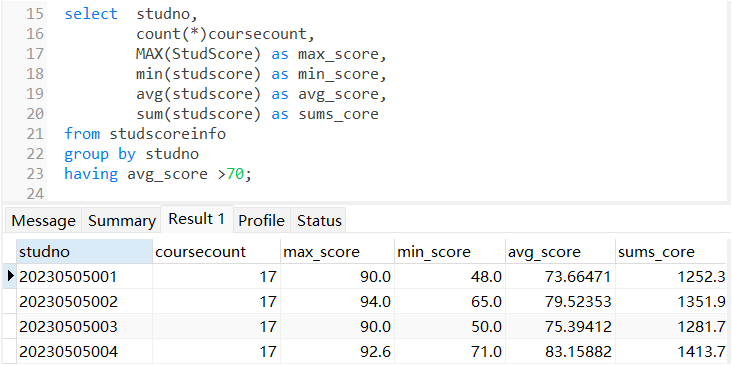 15 select studno,
16 count(*)coursecount,
17 MAX(StudScore) as max_score,
18 min(studscore) as min_score,
19 avg(studscore) as avg_score,
20 sum(studscore) as sums_core
21 from studscoreinfo
22 group by studno
23 having avg_score >70;
24
Message Summary Result 1 Profile Status
studno coursecount max_score min_score avg_score sums_core
20230505001 17 90.0 48.0 73.66471 1252.3
20230505002 17 94.0 65.0 79.52353 1351.9
20230505003 17 90.0 50.0 75.39412 1281.7
20230505004 17 92.6 71.0 83.15882 1413.7